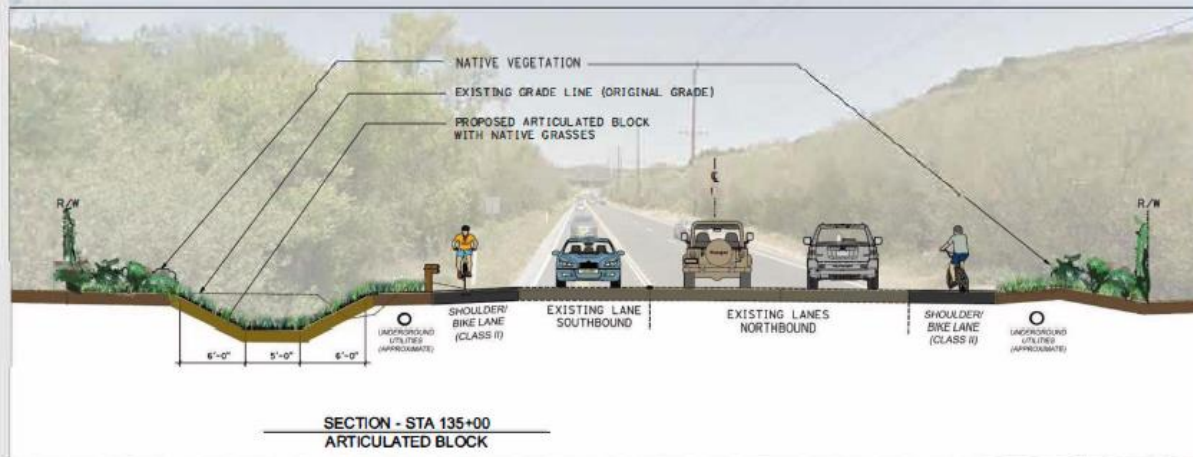 NATIVE VEGETATION
EXISTING GRADE LINE (ORIGINAL GRADE)
PROPOSED ARTICULATED BLOCK
WITH NATIVE GRASSES
R/W
R/W
SHOULDER/
BIKE LANE
(CLASS II)
EXISTING LANE
SOUTHBOUND
EXISTING LANES
NORTHBOUND
SHOULDER/
BIKE LANE
(CLASS II)
UNDERGROUND
UTILITIES
(APPROXIMATE)
UNDERGROUND
UTILITIES
(APPROXIMATE)
6'-0"
5'-0"
6'-0"
SECTION - STA 135+00
ARTICULATED BLOCK